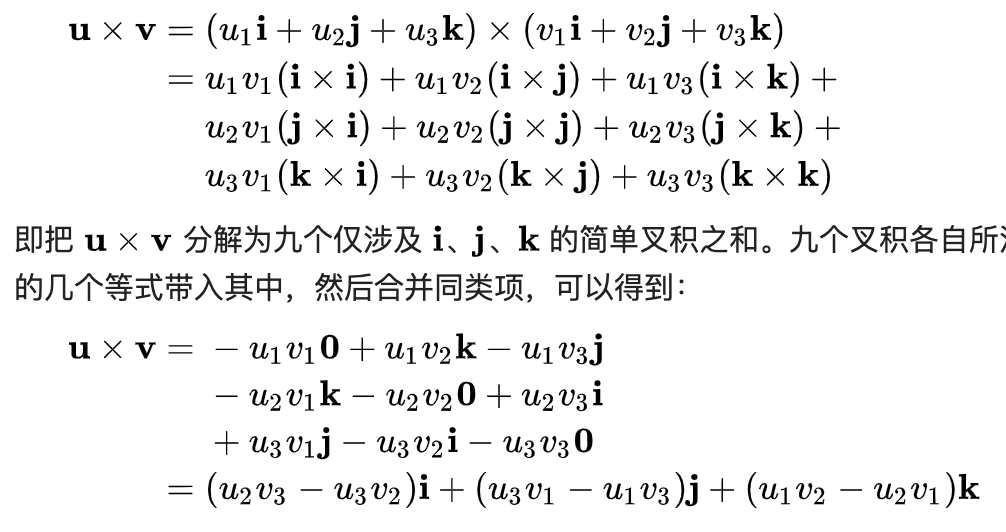 u × v = (u₁i + u₂j + u₃k) × (v₁i + v₂j + v₃k)
= u₁v₁(i × i) + u₁v₂(i × j) + u₁v₃(i × k) +
u₂v₁(j × i) + u₂v₂(j × j) + u₂v₃(j × k) +
u₃v₁(k × i) + u₃v₂(k × j) + u₃v₃(k × k)
即把 u × v 分解为九个仅涉及 i、j、k 的简单叉积之和。九个叉积各自所
的几个等式带入其中，然后合并同类项，可以得到：
u × v = − u₁v₁0 + u₁v₂k − u₁v₃j
− u₂v₁k − u₂v₂0 + u₂v₃i
+ u₃v₁j − u₃v₂i − u₃v₃0
= (u₂v₃ − u₃v₂)i + (u₃v₁ − u₁v₃)j + (u₁v₂ − u₂v₁)k